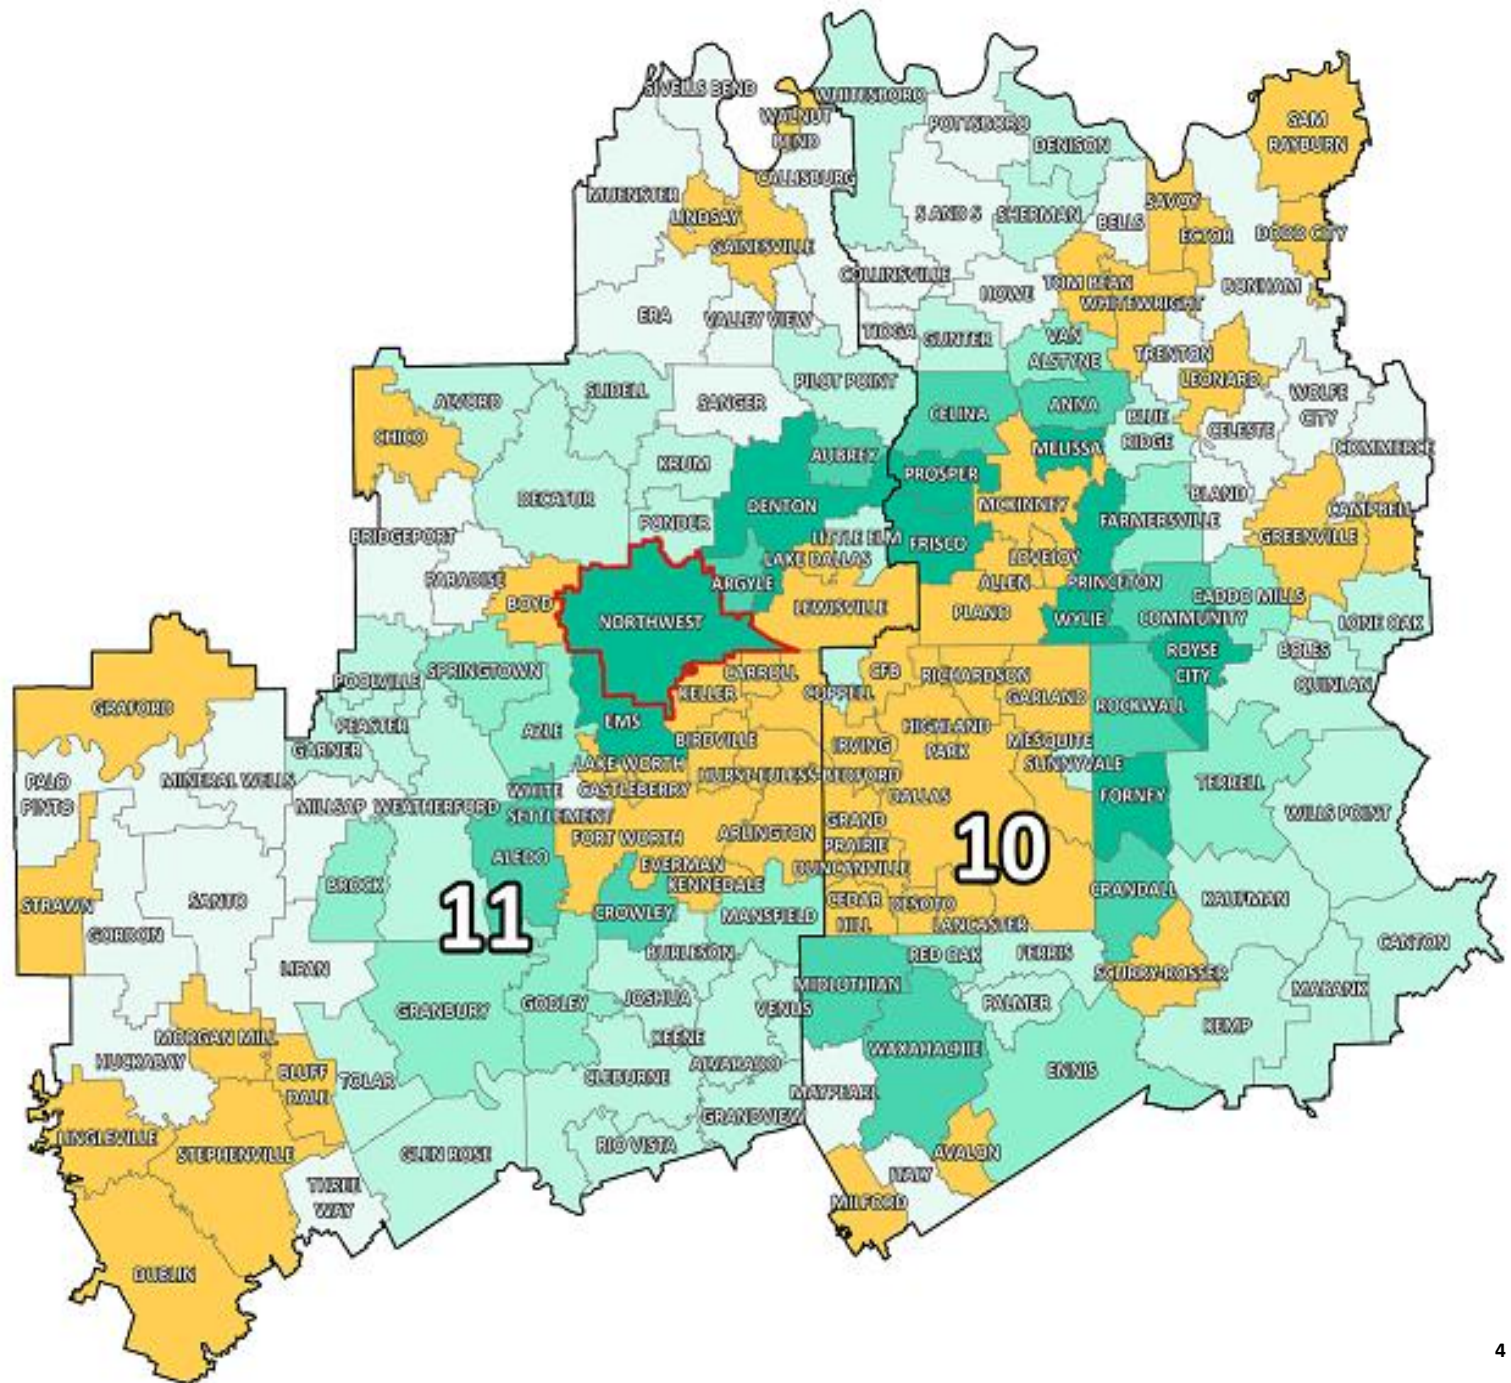 SIVELLS BEND
WALNUT
BEND
WHITESBORO
POTTSBORO
DENISON
SAM
RAYBURN
MUENSTER
CALLISBURG
LINDSAY
GAINESVILLE
S AND S
SHERMAN
BELLS
SAVOY
ECTOR
DODD CITY
COLLINSVILLE
HOWE
TOM BEAN
WHITEWRIGHT
BONHAM
ERA
VALLEY VIEW
TIOGA
GUNTER
VAN
ALSTYNE
TRENTON
LEONARD
WOLFE
CITY
ALVORD
SLIDELL
SANGER
PILOT POINT
CELINA
ANNA
BLUE
RIDGE
CELESTE
COMMERCE
CHICO
KRUM
AUBREY
MELISSA
PROSPER
DECATUR
DENTON
MCKINNEY
BLAND
CAMPBELL
PONDER
FARMERSVILLE
GREENVILLE
BRIDGEPORT
LITTLE ELM
FRISCO
LAKE DALLAS
LOVEJOY
PARADISE
ARGYLE
ALLEN
PRINCETON
CADDO MILLS
BOYD
LEWISVILLE
PLANO
WYLIE
COMMUNITY
LONE OAK
NORTHWEST
ROYSE
CITY
BOLES
QUINLAN
POOLVILLE
SPRINGTOWN
CARROLL
KELLER
COPPELL
CFB
RICHARDSON
GARLAND
ROCKWALL
GRAFORD
PEASTER
GARNER
AZLE
EMS
BIRDVILLE
IRVING
HIGHLAND
PARK
MESQUITE
SUNNYVALE
PALO
PINTO
MINERAL WELLS
MILLSAP
WEATHERFORD
WHITE
SETTLEMENT
LAKE WORTH
CASTLEBERRY
HURST-EULESS-BEDFORD
DALLAS
FORNEY
TERRELL
WILLS POINT
FORT WORTH
ARLINGTON
GRAND
PRAIRIE
10
ALEDO
EVERMAN
KENNEDALE
DUNCANVILLE
BROCK
STRAWN
SANTO
11
CROWLEY
MANSFIELD
CEDAR
HILL
DESOTO
LANCASTER
CRANDALL
KAUFMAN
GORDON
LIPAN
BURLESON
RED OAK
FERRIS
SCURRY-ROSSER
CANTON
GRANBURY
GODLEY
JOSHUA
VENUS
MIDLOTHIAN
PALMER
MABANK
KEMP
MORGAN MILL
HUCKABAY
BLUFF
DALE
TOLAR
KEENE
ALVARADO
CLEBURNE
WAXAHACHIE
ENNIS
MAYPEARL
GRANDVIEW
LINGLEVILLE
STEPHENVILLE
GLEN ROSE
RIO VISTA
AVALON
THREE
WAY
ITALY
MILFORD
DUBLIN
4